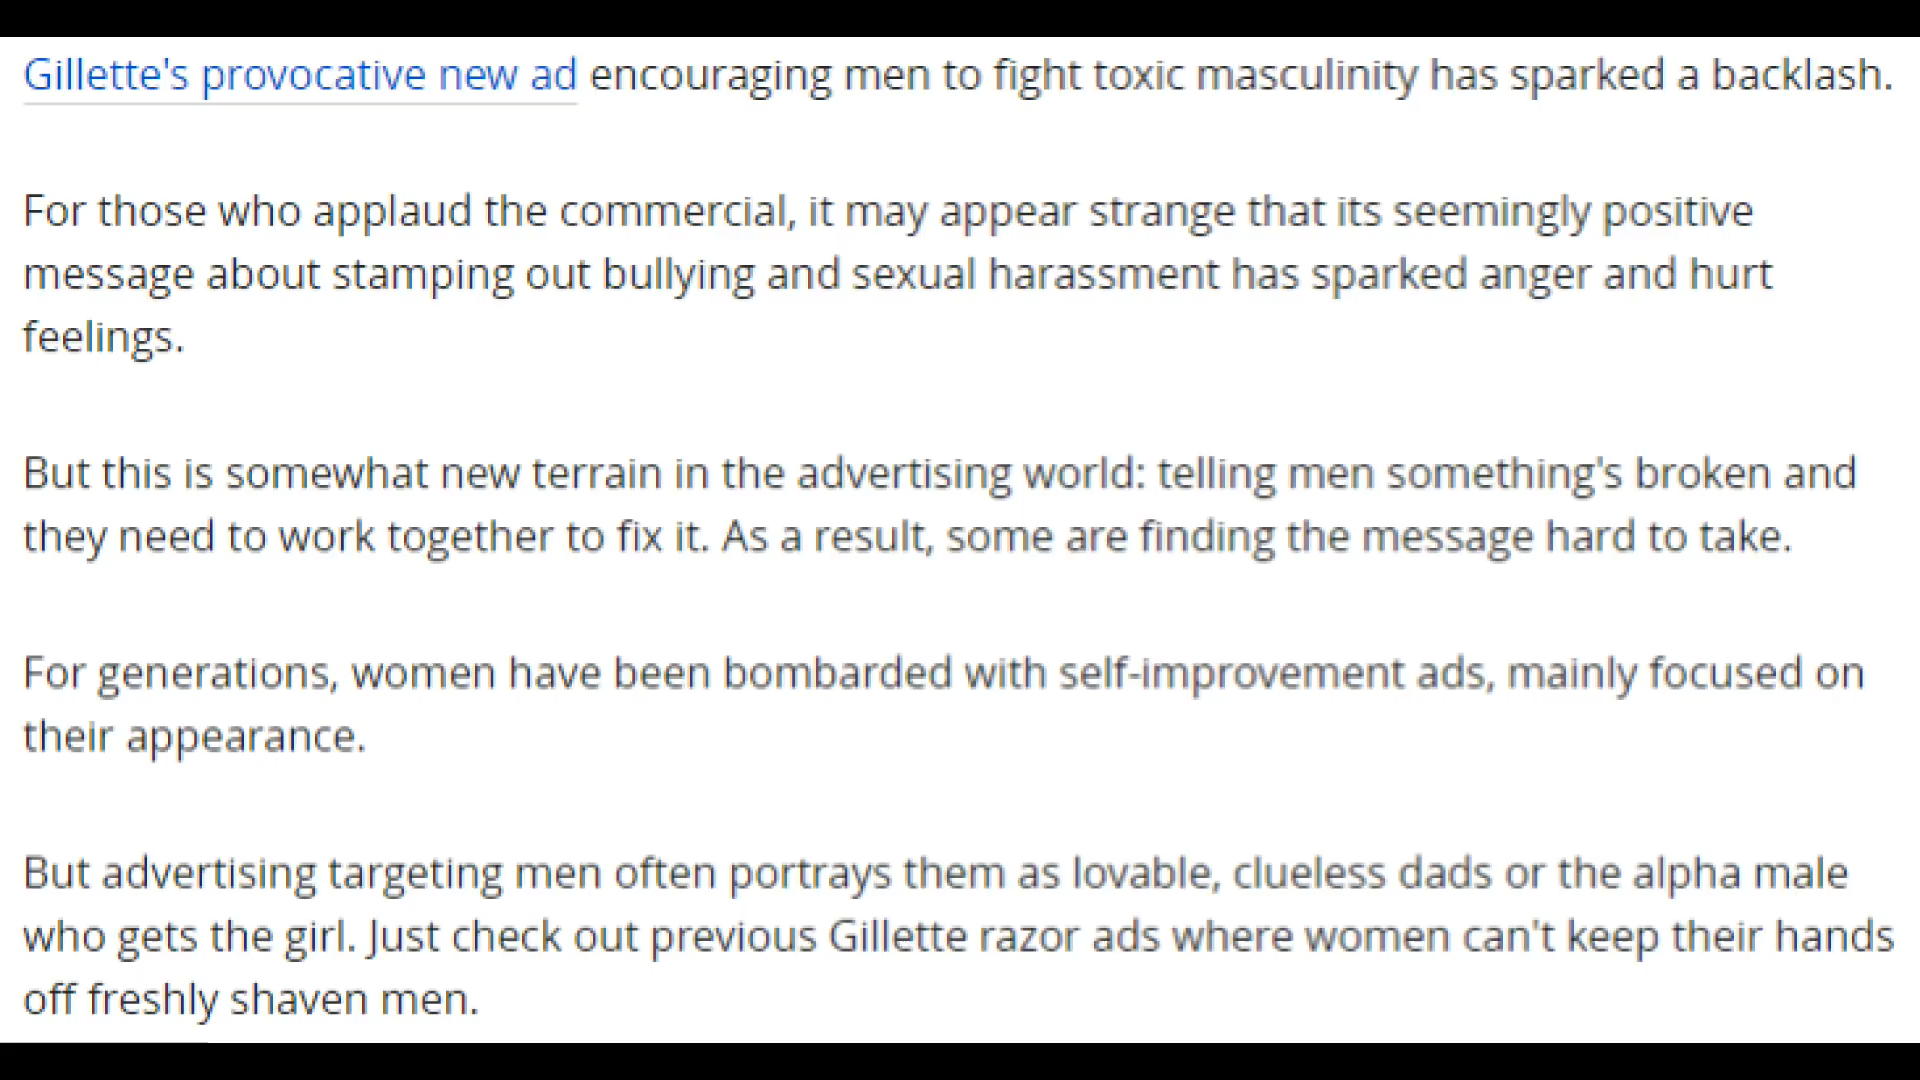 Gillette's provocative new ad encouraging men to fight toxic masculinity has sparked a backlash.
For those who applaud the commercial, it may appear strange that its seemingly positive
message about stamping out bullying and sexual harassment has sparked anger and hurt
feelings.
But this is somewhat new terrain in the advertising world: telling men something's broken and
they need to work together to fix it. As a result, some are finding the message hard to take.
For generations, women have been bombarded with self-improvement ads, mainly focused on
their appearance.
But advertising targeting men often portrays them as lovable, clueless dads or the alpha male
who gets the girl. Just check out previous Gillette razor ads where women can't keep their hands
off freshly shaven men.